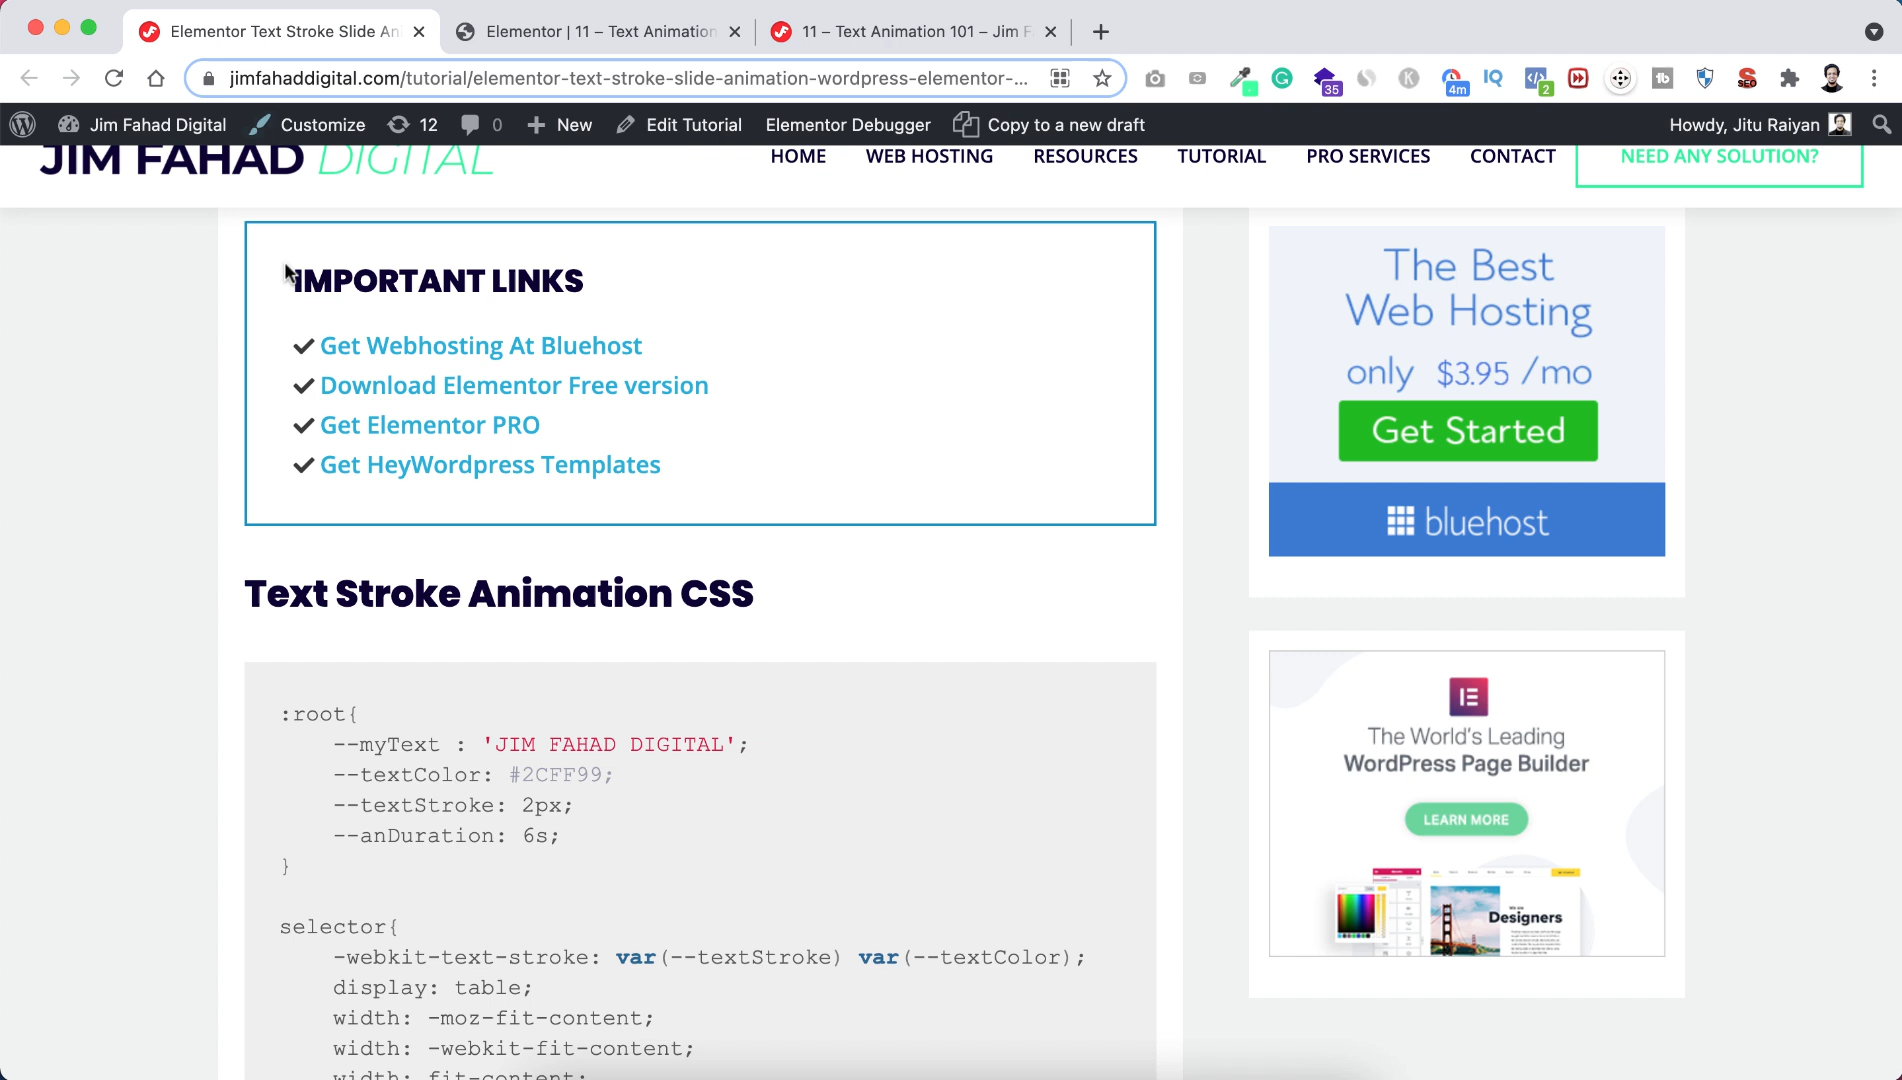 Elementor Text Stroke Slide An
Elementor | 11 – Text Animation
11 – Text Animation 101 – Jim F
jimfahaddigital.com/tutorial/elementor-text-stroke-slide-animation-wordpress-elementor-...
35
4m
IQ
2
SEO
Jim Fahad Digital
Customize
12
0
New
Edit Tutorial
Elementor Debugger
Copy to a new draft
Howdy, Jitu Raiyan
JIM FAHAD DIGITAL
HOME
WEB HOSTING
RESOURCES
TUTORIAL
PRO SERVICES
CONTACT
NEED ANY SOLUTION?
IMPORTANT LINKS
Get Webhosting At Bluehost
Download Elementor Free version
Get Elementor PRO
Get HeyWordpress Templates
Text Stroke Animation CSS
:root{
--myText : 'JIM FAHAD DIGITAL';
--textColor: #2CFF99;
--textStroke: 2px;
--anDuration: 6s;
}
selector{
-webkit-text-stroke: var(--textStroke) var(--textColor);
display: table;
width: -moz-fit-content;
width: -webkit-fit-content;
width: fit-content;
The Best
Web Hosting
only $3.95 /mo
Get Started
bluehost
The World's Leading
WordPress Page Builder
LEARN MORE
Designers